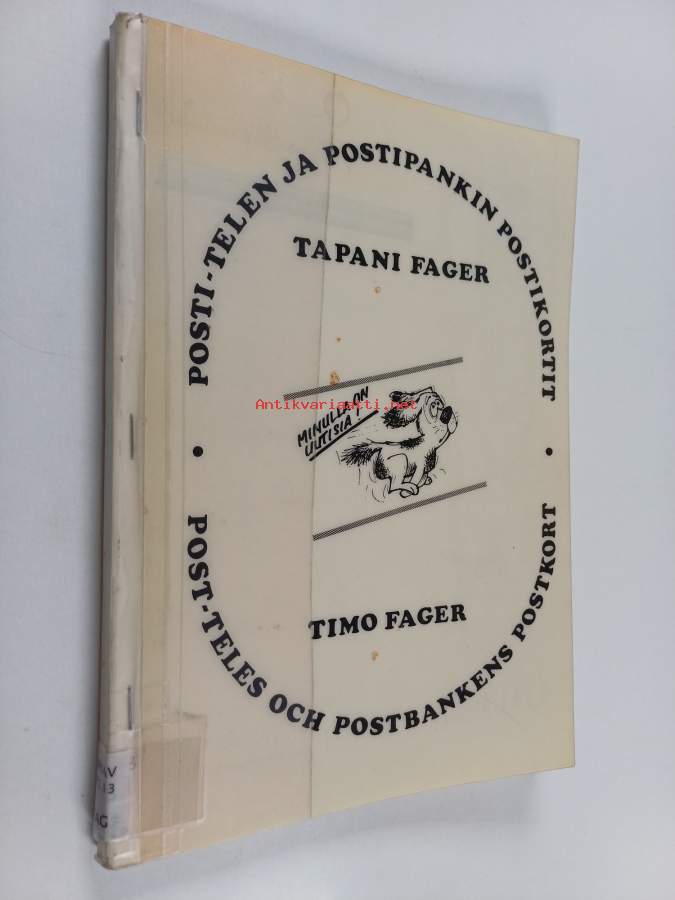 POSTI-TELEN JA POSTIPANKIN POSTIKORTIT
TAPANI FAGER
Antikvariaatti.net
MINULLA ON
UUTISIA!
TIMO FAGER
POST-TELES OCH POSTBANKENS POSTKORT